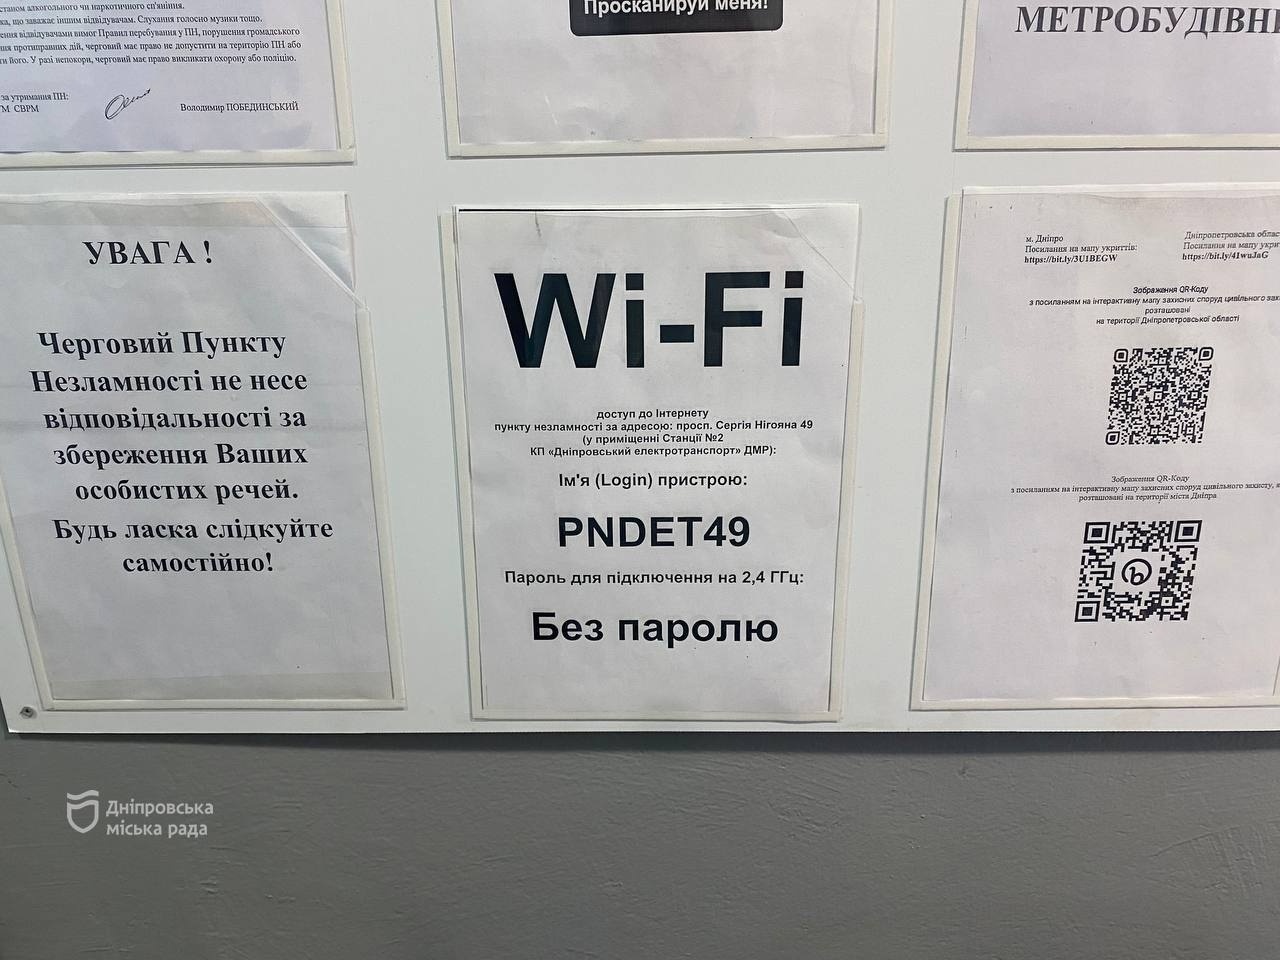 станом алкогольного чи наркотичного сп'яніння.
що заважає іншим відвідувачам. Слухання голосно музики тощо.
відвідувачами вимог Правил перебування у ПН, порушення громадського
протиправних дій, черговий має право не допустити на територію ПН або
його. У разі непокори, черговий має право викликати охорону або поліцію.
за утримання ПН:
СВРМ
Володимир ПОБЕДИНСЬКИЙ
Просканируй меня!
УВАГА !
Черговий Пункту
Незламності не несе
відповідальності за
збереження Ваших
особистих речей.
Будь ласка слідкуйте
самостійно!
Wi-Fi
доступ до Інтернету
пункту незламності за адресою: просп. Сергія Нігояна 49
(у приміщенні Станції №2
КП «Дніпровський електротранспорт» ДМР):
Ім'я (Login) пристрою:
PNDET49
Пароль для підключення на 2,4 ГГц:
Без паролю
м. Дніпро
Посилання на мапу укриттів:
https://bit.ly/3U1BEGW
Дніпропетровська
Посилання на мапу
https://bit.ly/41wuJaG
Зображення QR-Коду
з посиланням на інтерактивну мапу захисних споруд цивільного
розташовані
на території Дніпропетровської області
Зображення QR-Коду
з посиланням на інтерактивну мапу захисних споруд цивільного захисту,
розташовані на території міста Дніпра
Дніпровська
міська рада